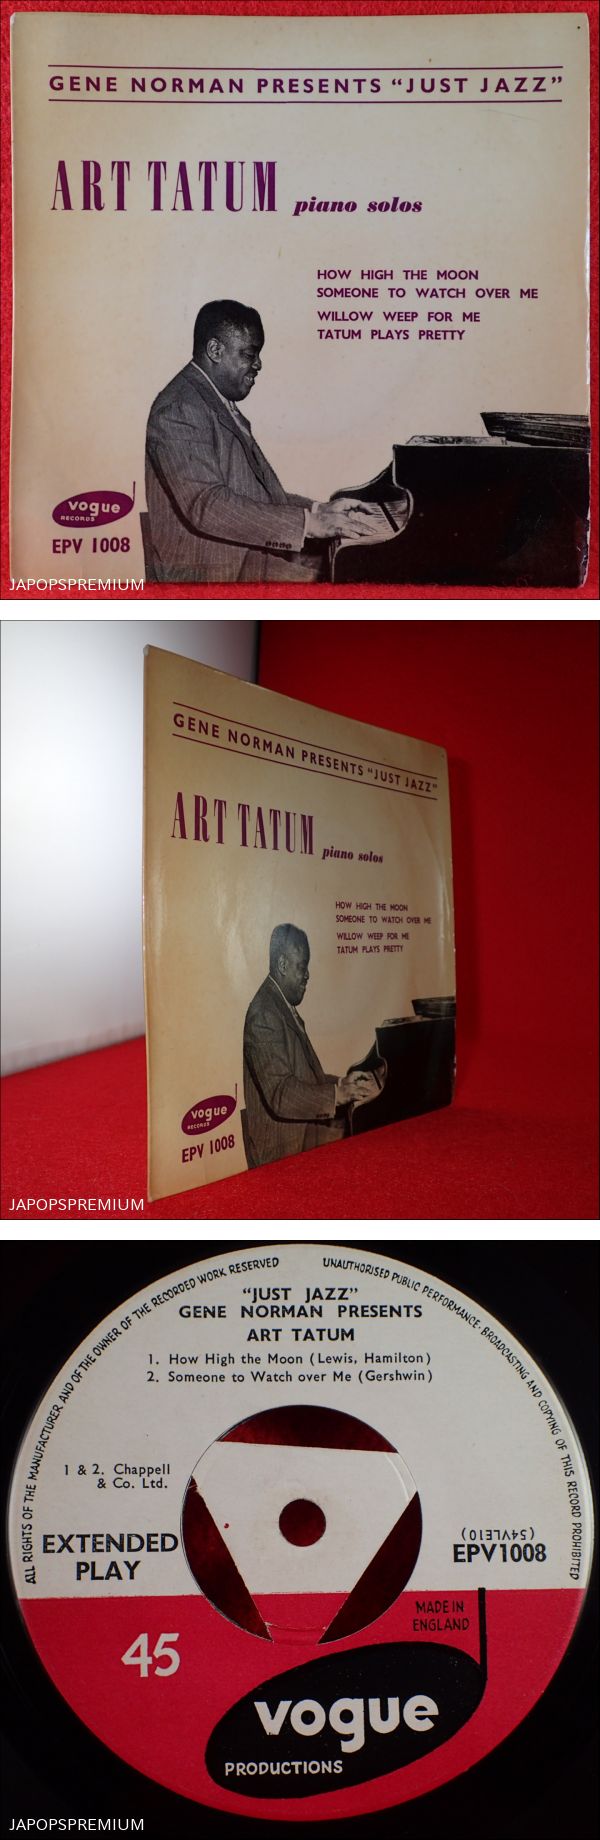 GENE NORMAN PRESENTS “JUST JAZZ”
ART TATUM piano solos
HOW HIGH THE MOON
SOMEONE TO WATCH OVER ME
WILLOW WEEP FOR ME
TATUM PLAYS PRETTY
vogue
RECORDS
EPV 1008
JAPOPSPREMIUM
GENE NORMAN PRESENTS “JUST JAZZ”
ART TATUM piano solos
HOW HIGH THE MOON
SOMEONE TO WATCH OVER ME
WILLOW WEEP FOR ME
TATUM PLAYS PRETTY
vogue
RECORDS
EPV 1008
JAPOPSPREMIUM
ALL RIGHTS OF THE MANUFACTURER AND OF THE OWNER OF THE RECORDED WORK RESERVED
UNAUTHORISED PUBLIC PERFORMANCE· BROADCASTING AND COPYING OF THIS RECORD PROHIBITED
“JUST JAZZ”
GENE NORMAN PRESENTS
ART TATUM
1. How High the Moon (Lewis, Hamilton)
2. Someone to Watch over Me (Gershwin)
1 & 2. Chappell
& Co. Ltd.
EXTENDED
PLAY
(54VLE10)
EPV1008
MADE IN
ENGLAND
45
vogue
PRODUCTIONS
JAPOPSPREMIUM